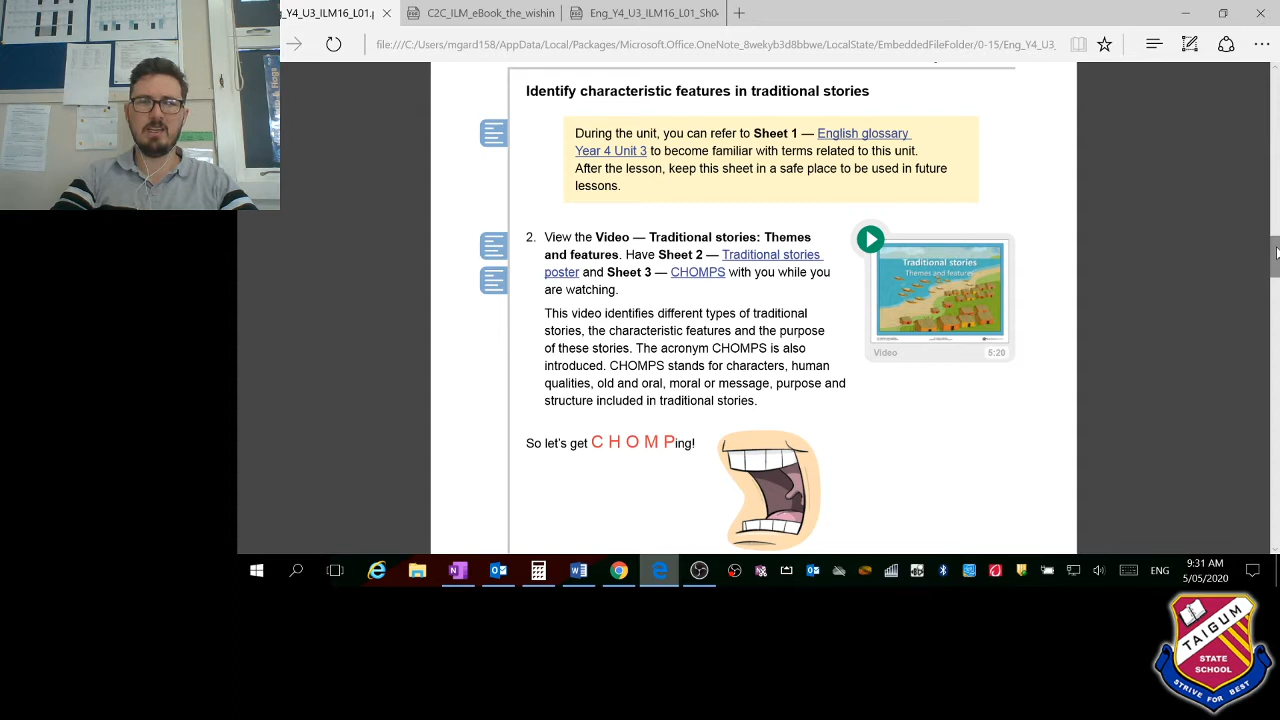 _Y4_U3_ILM16_L01.p
C2C_ILM_eBook_the_wishin
Eng_Y4_U3_ILM16_L01_Sh0
file:///C:/Users/mgard158/AppData/Local/Packages/Microsoft.Office.OneNote_8wekyb3d8bbwe/LocalState/EmbeddedFileFolder0-15/Eng_Y4_U3_
Identify characteristic features in traditional stories
During the unit, you can refer to Sheet 1 — English glossary
Year 4 Unit 3 to become familiar with terms related to this unit.
After the lesson, keep this sheet in a safe place to be used in future
lessons.
2. View the Video — Traditional stories: Themes
and features. Have Sheet 2 — Traditional stories
poster and Sheet 3 — CHOMPS with you while you
are watching.
This video identifies different types of traditional
stories, the characteristic features and the purpose
of these stories. The acronym CHOMPS is also
introduced. CHOMPS stands for characters, human
qualities, old and oral, moral or message, purpose and
structure included in traditional stories.
Traditional stories
Themes and features
Video 5:20
So let's get C H O M Ping!
9:31 AM
ENG
5/05/2020
TAIGUM
STATE
SCHOOL
STRIVE FOR BEST